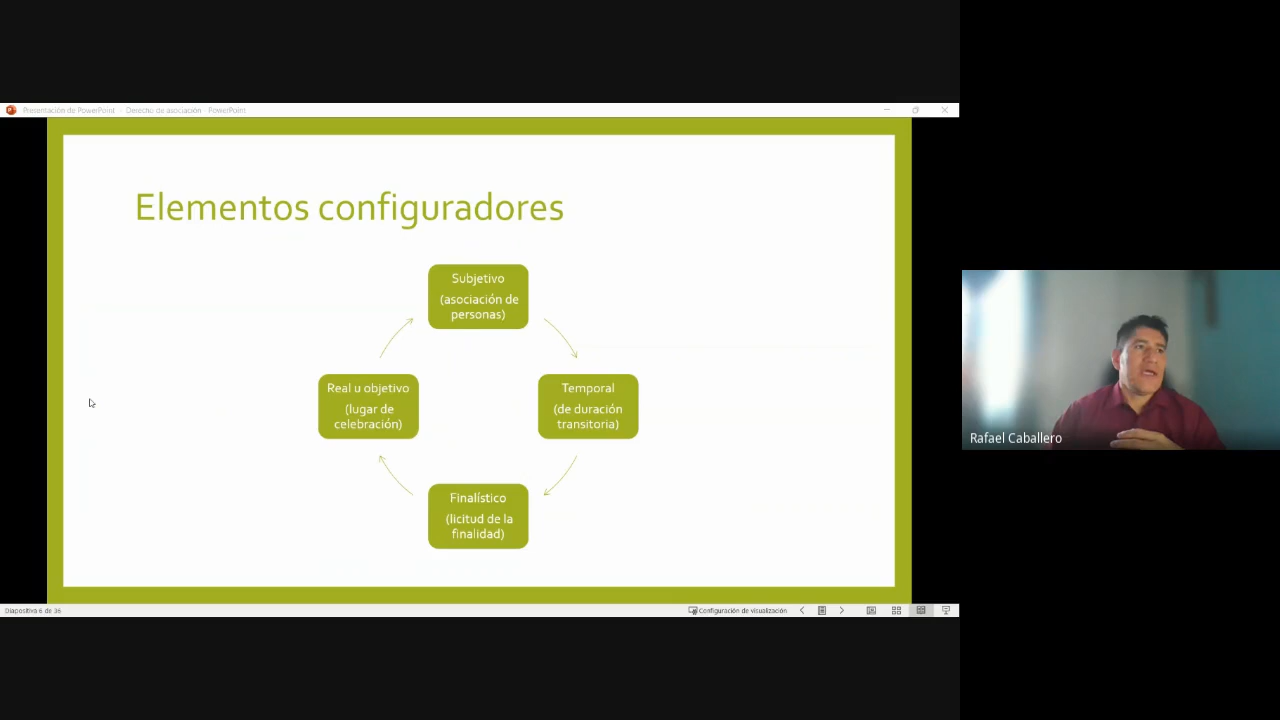 Presentación de PowerPoint - Derecho de asociación - PowerPoint
Elementos configuradores
Subjetivo
(asociación de
personas)
Real u objetivo
(lugar de
celebración)
Temporal
(de duración
transitoria)
Finalístico
(licitud de la
finalidad)
Rafael Caballero
Diapositiva 6 de 36
Configuración de visualización